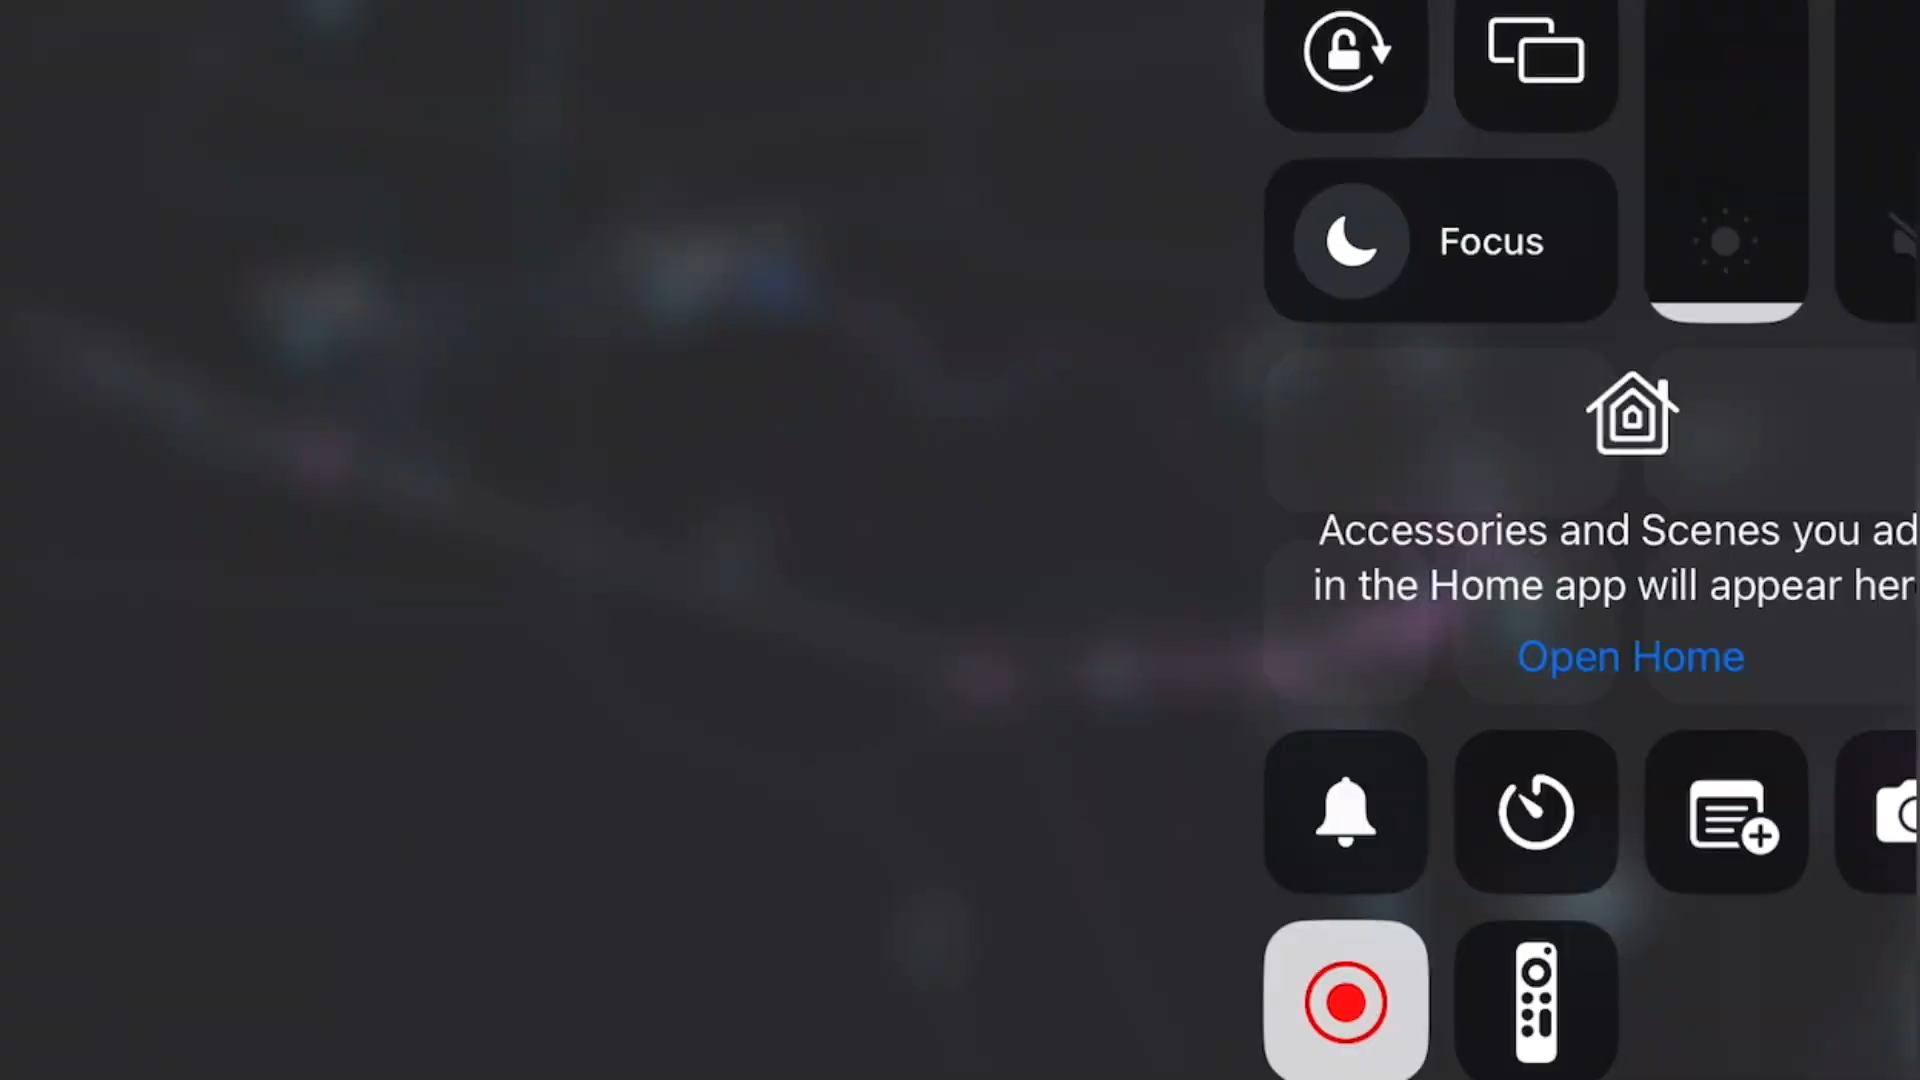 Focus
Accessories and Scenes you ad
in the Home app will appear her
Open Home